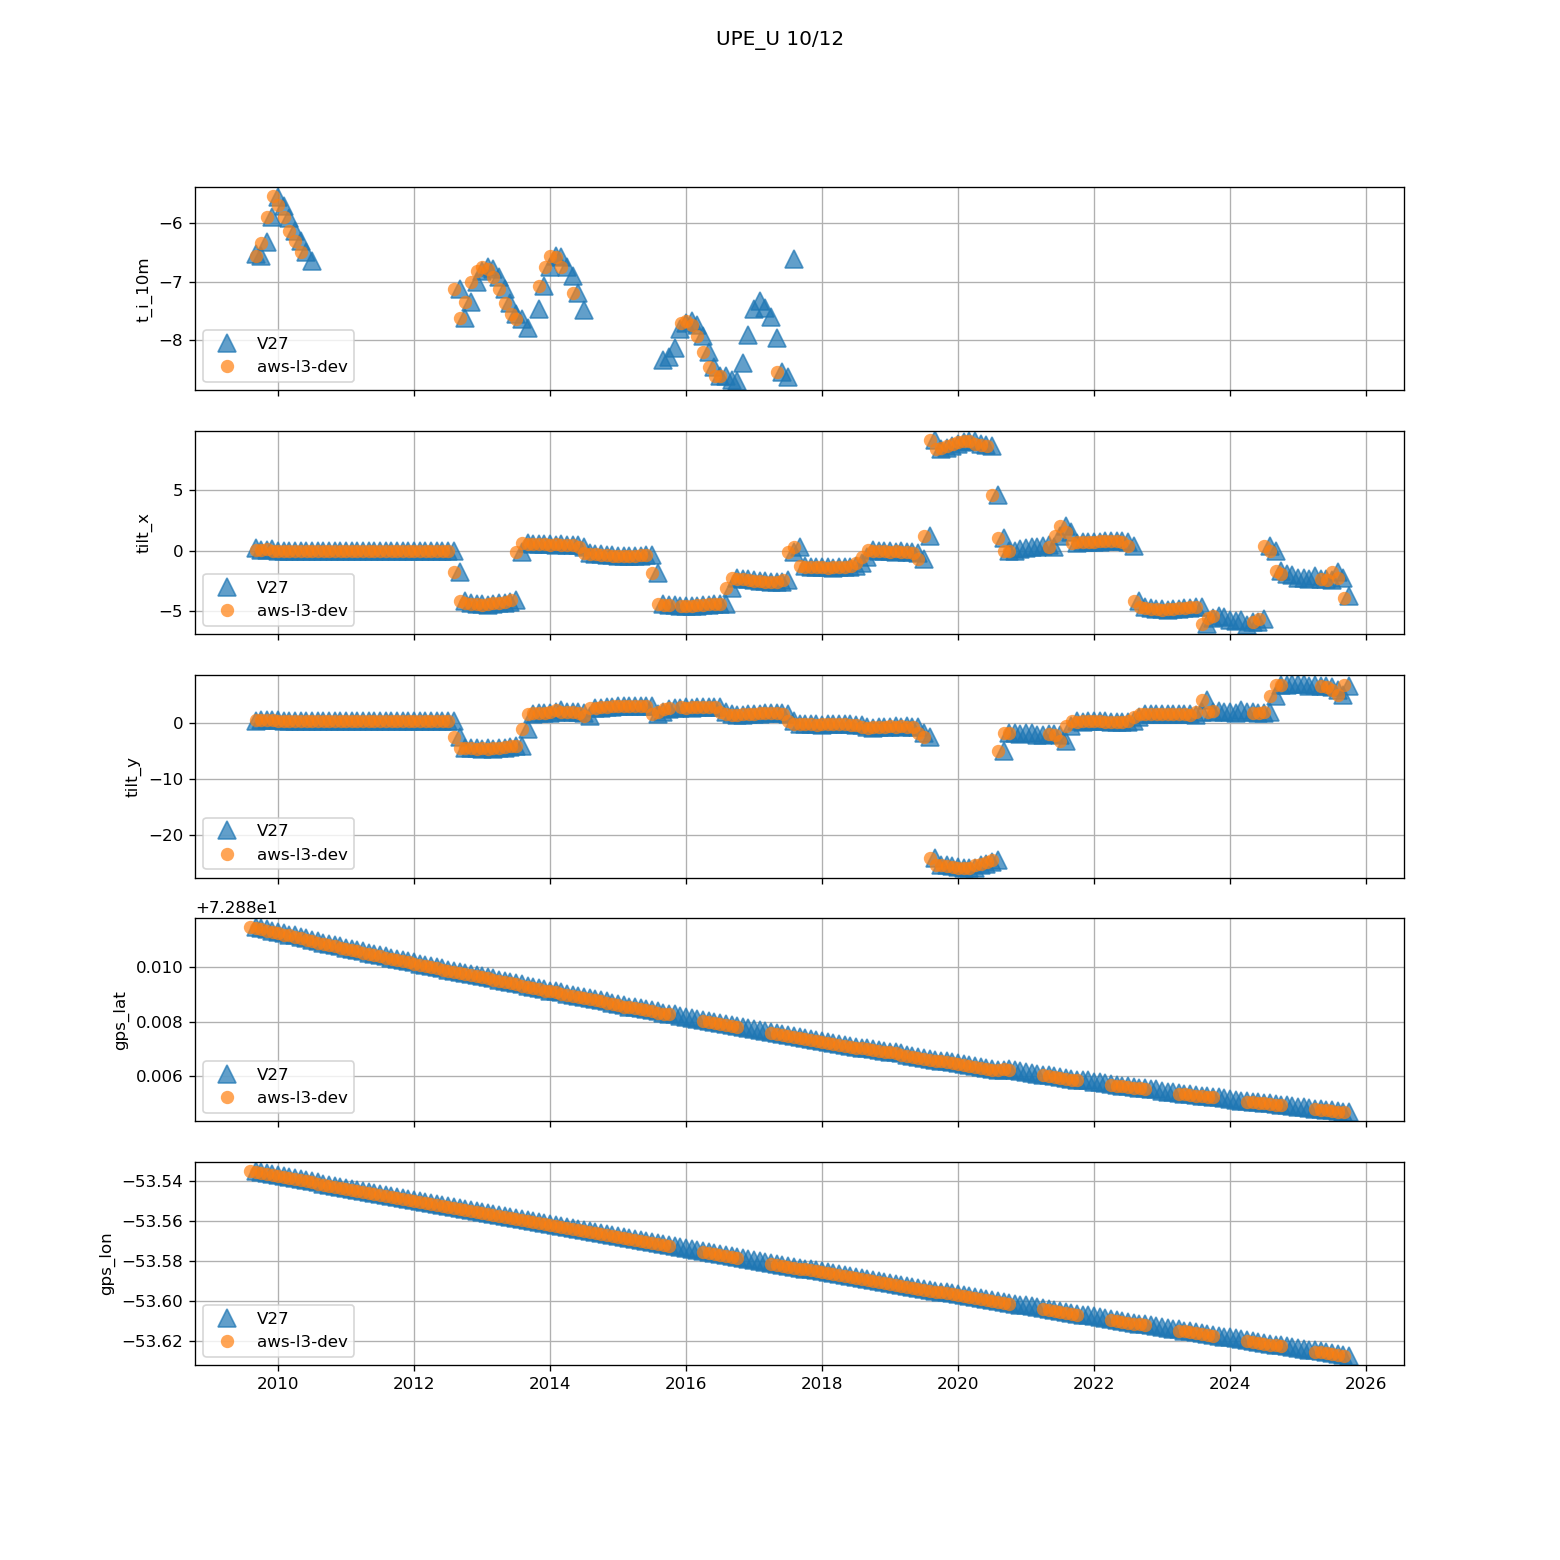 UPE_U 10/12
−6
−7
−8
t_i_10m
V27
aws-l3-dev
5
0
−5
tilt_x
V27
aws-l3-dev
0
−10
−20
tilt_y
V27
aws-l3-dev
+7.288e1
0.010
0.008
0.006
gps_lat
V27
aws-l3-dev
−53.54
−53.56
−53.58
−53.60
−53.62
gps_lon
V27
aws-l3-dev
2010 2012 2014 2016 2018 2020 2022 2024 2026